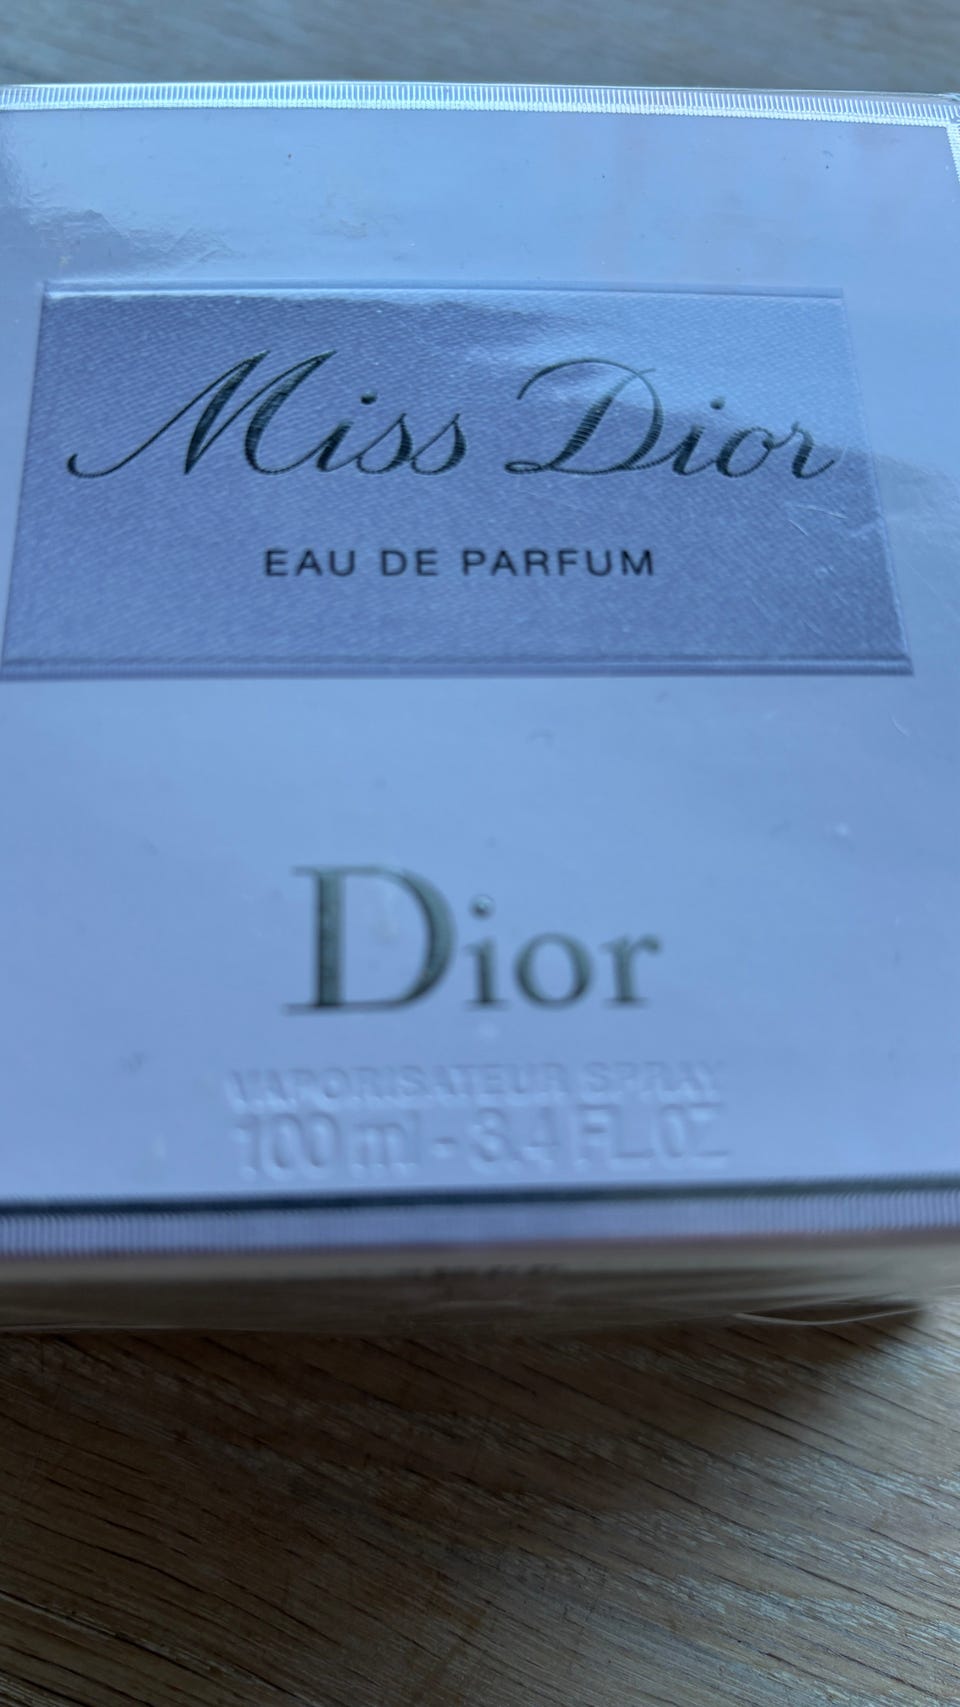 Miss Dior
EAU DE PARFUM
Dior
VAPORISATEUR SPRAY
100 ml - 3.4 FL.OZ